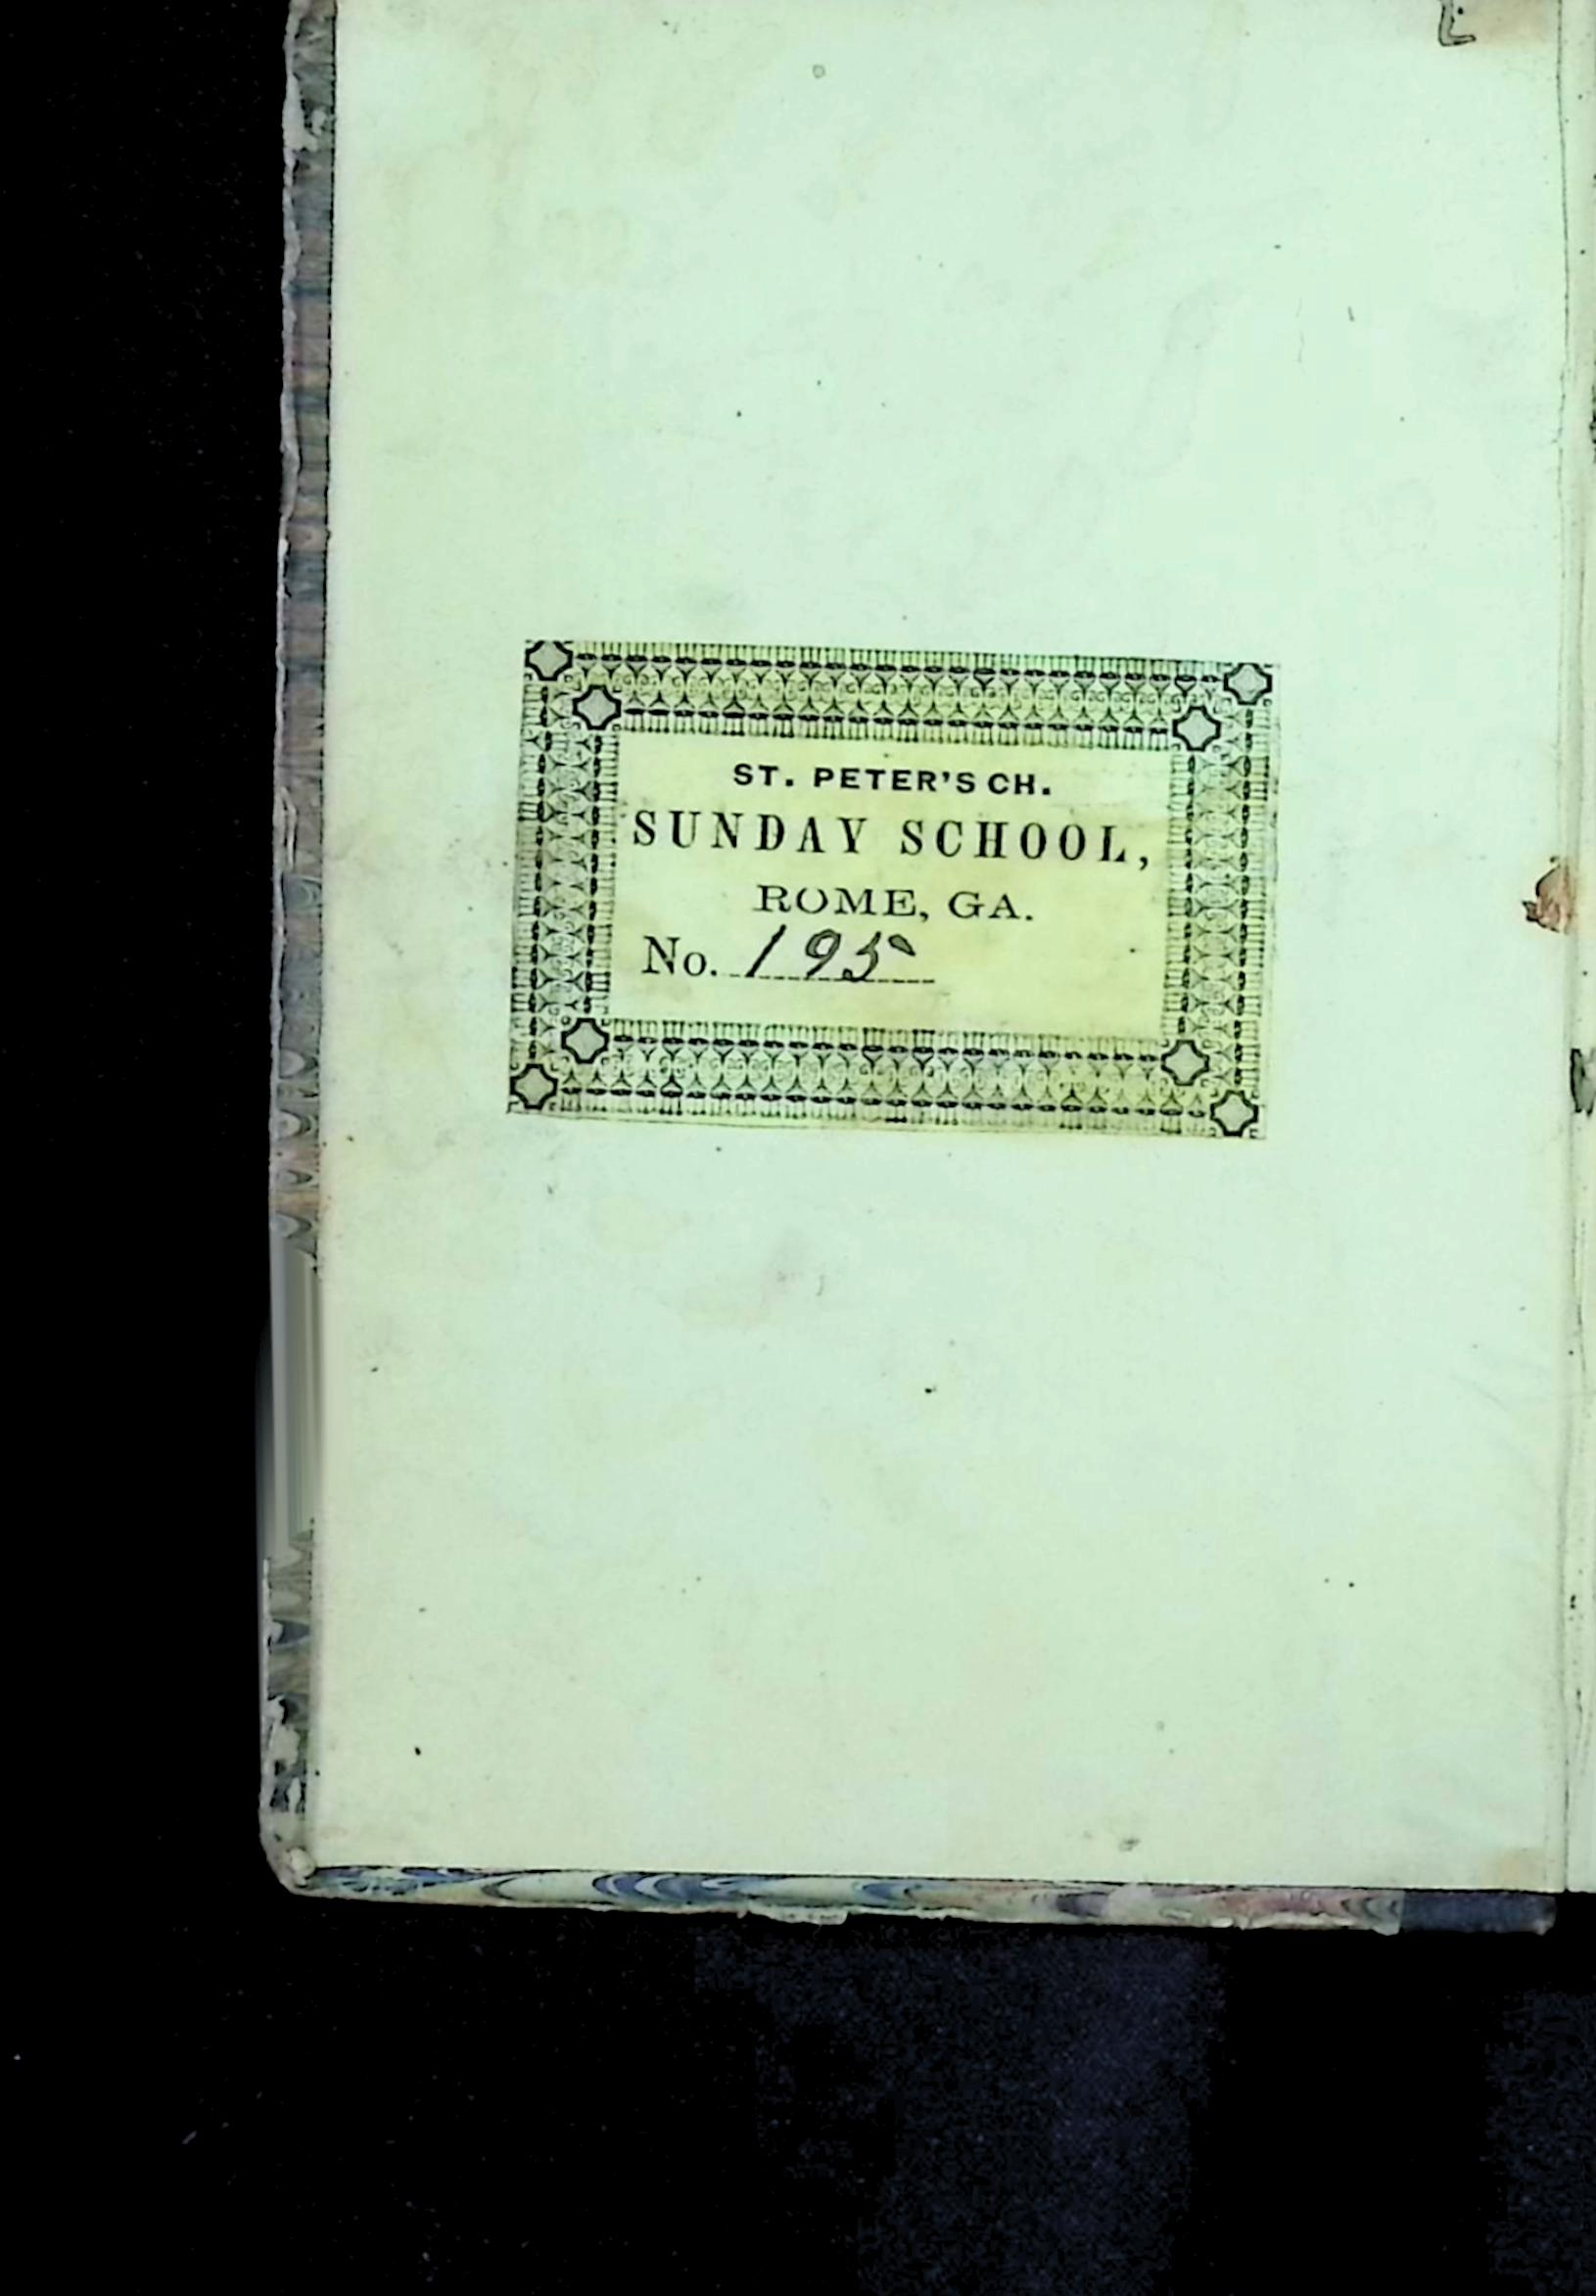 ST. PETER'S CH.
SUNDAY SCHOOL,
ROME, GA.
No. 195